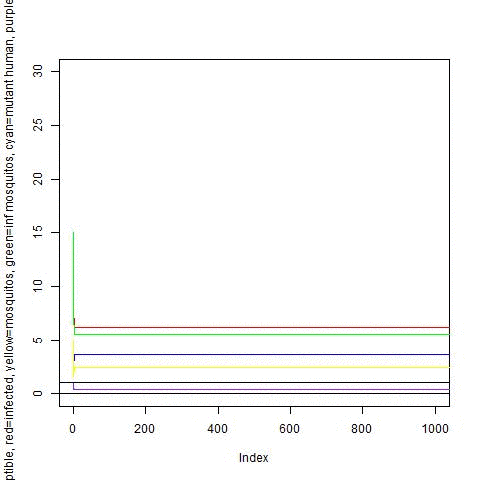 ptible, red=infected, yellow=mosquitos, green=inf mosquitos, cyan=mutant human, purple
30
25
20
15
10
5
0
0 200 400 600 800 1000
Index